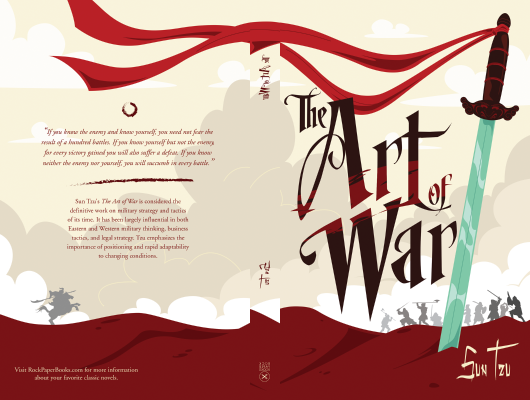 "If you know the enemy and know yourself, you need not fear the
result of a hundred battles. If you know yourself but not the enemy,
for every victory gained you will also suffer a defeat. If you know
neither the enemy nor yourself, you will succumb in every battle."
Sun Tzu's The Art of War is considered the
definitive work on military strategy and tactics
of its time. It has been largely influential in both
Eastern and Western military thinking, business
tactics, and legal strategy. Tzu emphasizes the
importance of positioning and rapid adaptability
to changing conditions.
Visit RockPaperBooks.com for more information
about your favorite classic novels.
The Art of War
Sun Tzu
The
Art
of
War
Sun Tzu